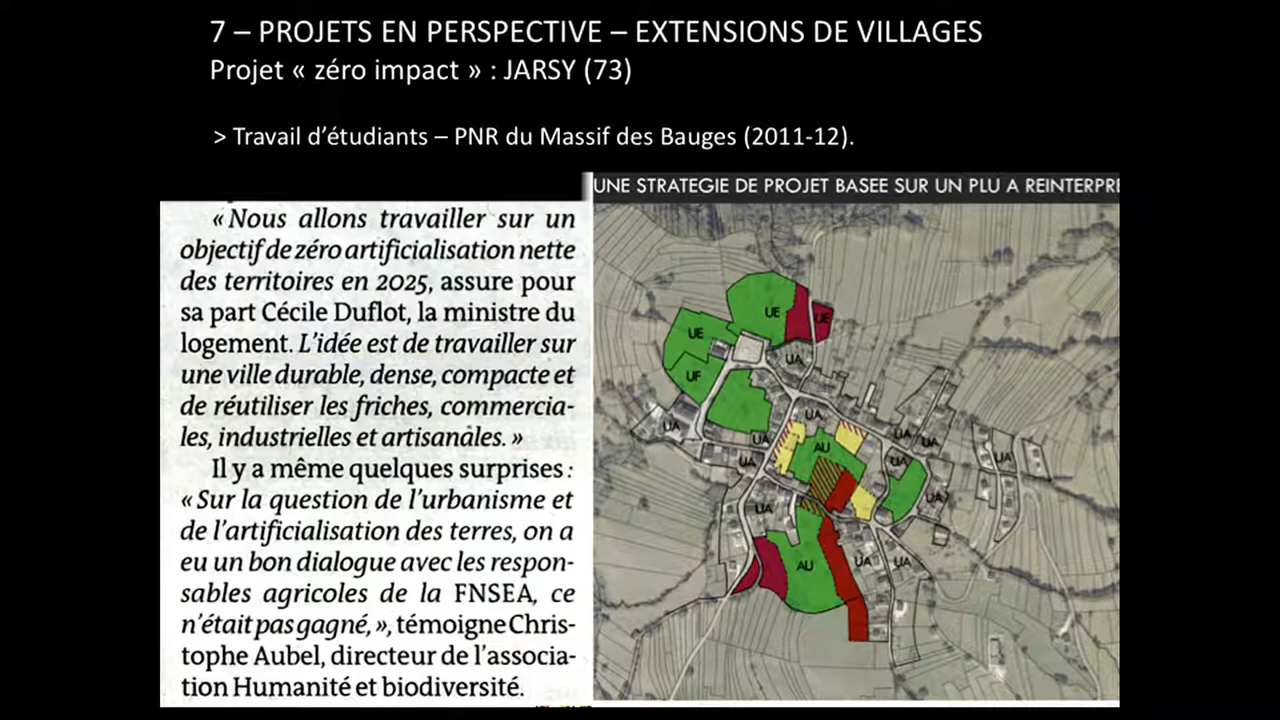 7 – PROJETS EN PERSPECTIVE – EXTENSIONS DE VILLAGES
Projet « zéro impact » : JARSY (73)
> Travail d’étudiants – PNR du Massif des Bauges (2011-12).
UNE STRATEGIE DE PROJET BASEE SUR UN PLU A REINTERPRE
« Nous allons travailler sur un
objectif de zéro artificialisation nette
des territoires en 2025, assure pour
sa part Cécile Duflot, la ministre du
logement. L’idée est de travailler sur
une ville durable, dense, compacte et
de réutiliser les friches, commercia-
les, industrielles et artisanales. »
Il y a même quelques surprises :
« Sur la question de l’urbanisme et
de l’artificialisation des terres, on a
eu un bon dialogue avec les respon-
sables agricoles de la FNSEA, ce
n’était pas gagné, », témoigne Chris-
tophe Aubel, directeur de l’associa-
tion Humanité et biodiversité.
UE
UE
UE
UA
UF
UA
UA
UA
UA
UA
AU
UA
UA
UA
UA
UA
AU
UA
UA